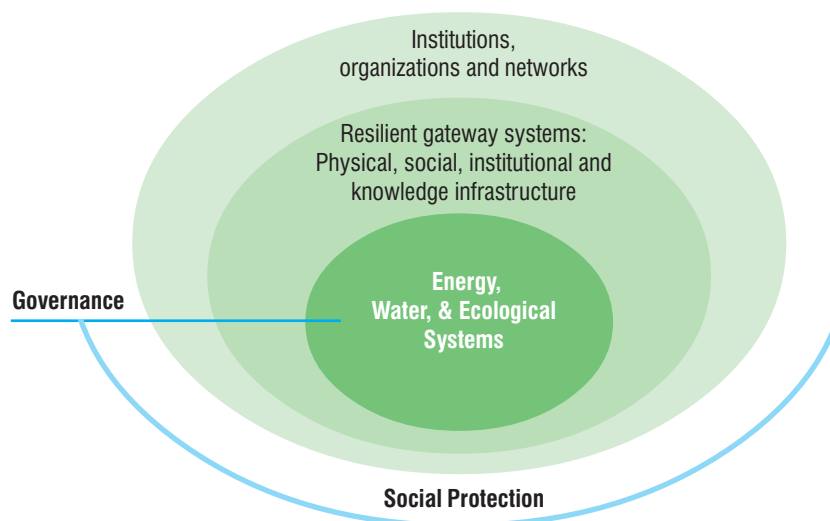 Institutions,
organizations and networks
Resilient gateway systems:
Physical, social, institutional and
knowledge infrastructure
Energy,
Water, & Ecological
Systems
Governance
Social Protection